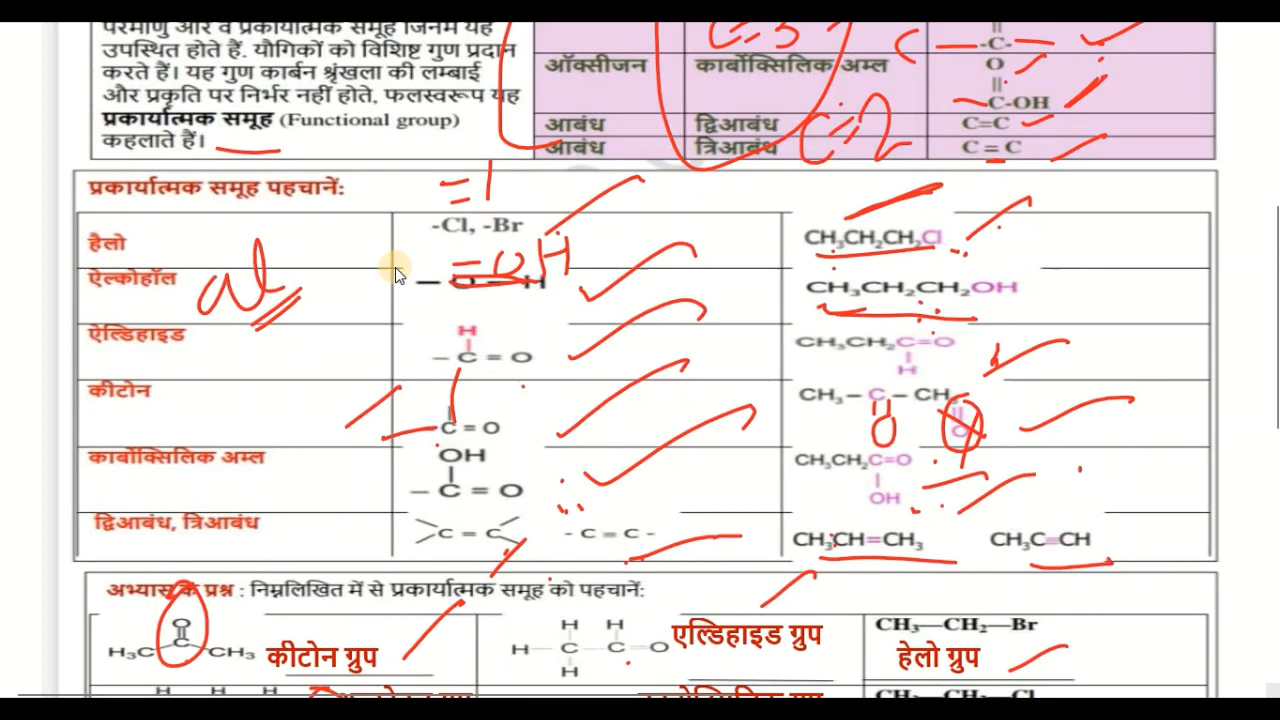 परमाणु और वे प्रकार्यात्मक समूह जिनमें यह
उपस्थित होते हैं. यौगिकों को विशिष्ट गुण प्रदान
करते हैं। यह गुण कार्बन श्रृंखला की लम्बाई
और प्रकृति पर निर्भर नहीं होते, फलस्वरूप यह
प्रकार्यात्मक समूह (Functional group)
कहलाते हैं।
-C-
ऑक्सीजन कार्बोक्सिलिक अम्ल
O
C-OH
आबंध द्विआबंध C=C
आबंध त्रिआबंध C = C
प्रकार्यात्मक समूह पहचानें:
हैलो -Cl, -Br CH₃CH₂CH₂Cl
=OH
ऐल्कोहॉल al – O – H CH₃CH₂CH₂OH
ऐल्डिहाइड H
– C = O CH₃CH₂C=O
H
कीटोन CH₃ – C – CH₃
C = O O O
कार्बोक्सिलिक अम्ल OH
– C = O CH₃CH₂C=O
OH
द्विआबंध, त्रिआबंध C = C - C = C - CH₃CH=CH₃ CH₃C≡CH
अभ्यास के प्रश्न : निम्नलिखित में से प्रकार्यात्मक समूह को पहचानें:
O
C
H₃C CH₃ कीटोन ग्रुप
H H
H C C O
H
एल्डिहाइड ग्रुप
CH₃—CH₂—Br
हेलो ग्रुप
H H H